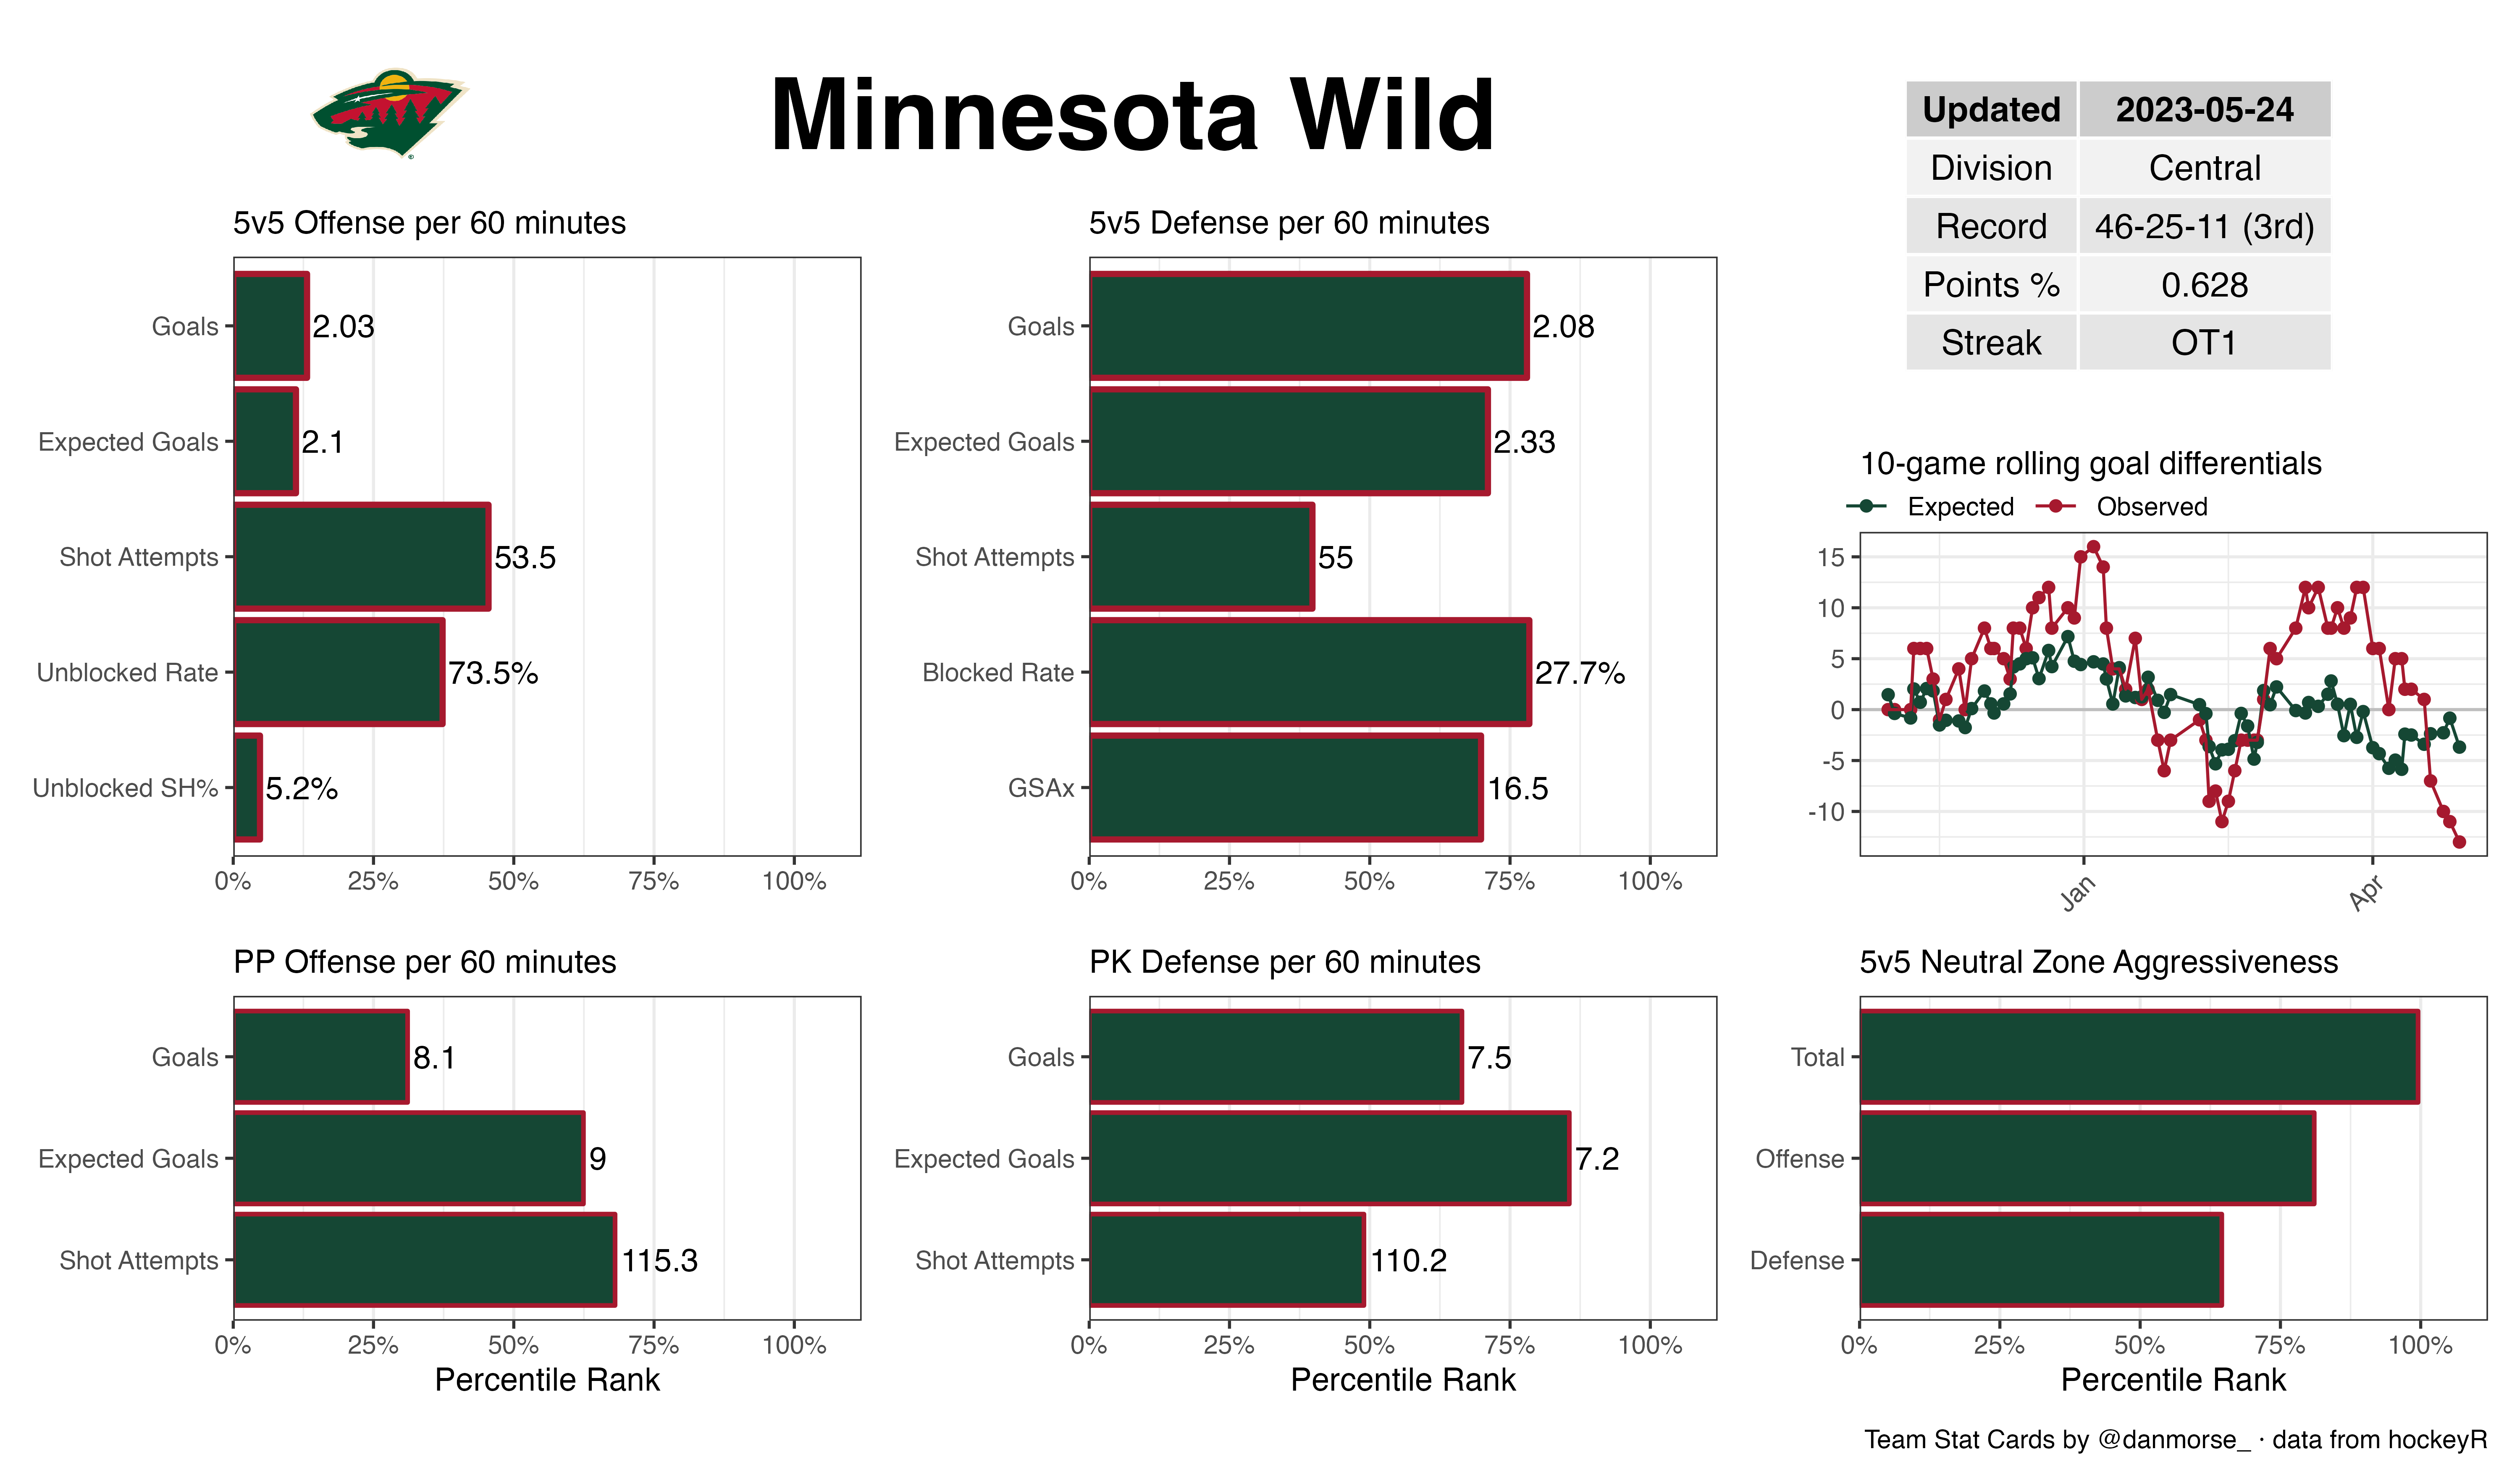 Minnesota Wild
Updated 2023-05-24
Division Central
Record 46-25-11 (3rd)
Points % 0.628
Streak OT1
5v5 Offense per 60 minutes
Goals 2.03
Expected Goals 2.1
Shot Attempts 53.5
Unblocked Rate 73.5%
Unblocked SH% 5.2%
0% 25% 50% 75% 100%
5v5 Defense per 60 minutes
Goals 2.08
Expected Goals 2.33
Shot Attempts 55
Blocked Rate 27.7%
GSAx 16.5
0% 25% 50% 75% 100%
10-game rolling goal differentials
Expected Observed
15
10
5
0
-5
-10
Jan Apr
PP Offense per 60 minutes
Goals 8.1
Expected Goals 9
Shot Attempts 115.3
0% 25% 50% 75% 100%
Percentile Rank
PK Defense per 60 minutes
Goals 7.5
Expected Goals 7.2
Shot Attempts 110.2
0% 25% 50% 75% 100%
Percentile Rank
5v5 Neutral Zone Aggressiveness
Total
Offense
Defense
0% 25% 50% 75% 100%
Percentile Rank
Team Stat Cards by @danmorse_ · data from hockeyR